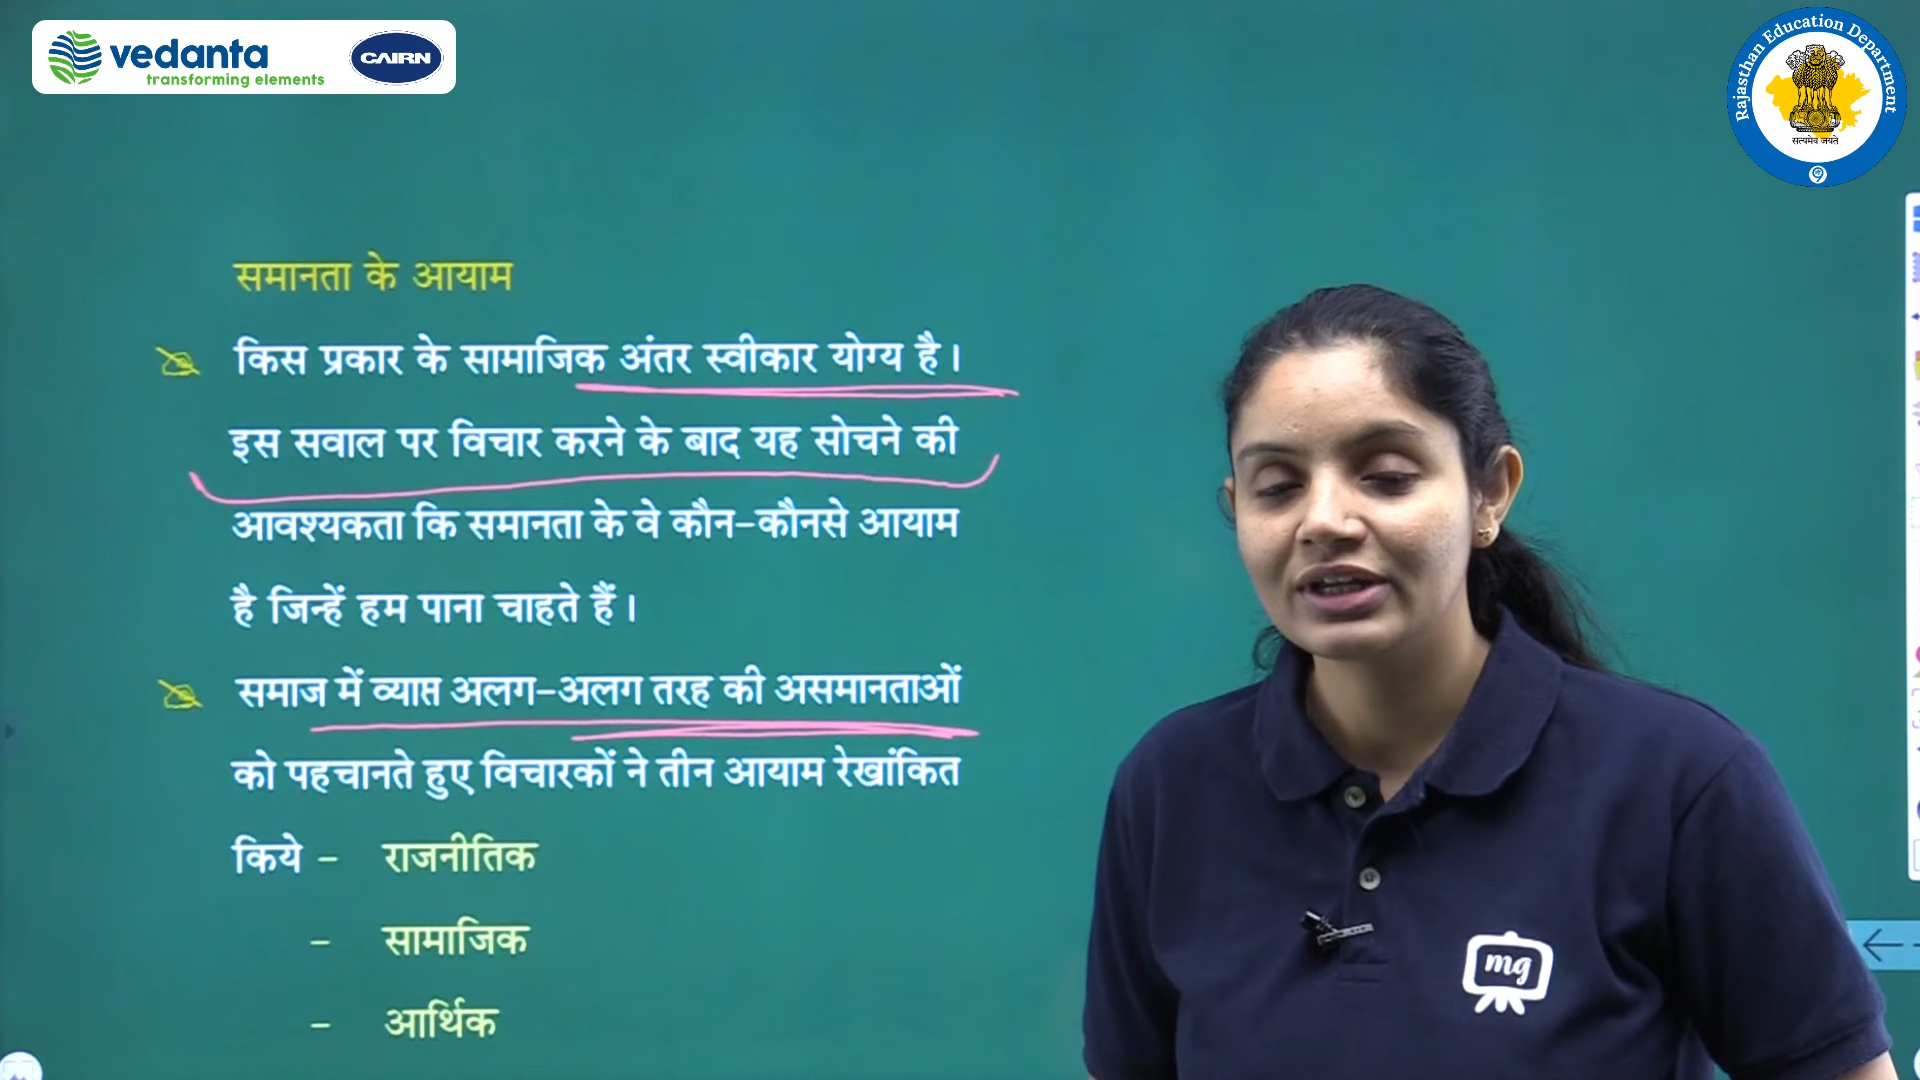 vedanta
transforming elements
CAIRN
Rajasthan Education Department
सत्यमेव जयते
समानता के आयाम
किस प्रकार के सामाजिक अंतर स्वीकार योग्य है।
इस सवाल पर विचार करने के बाद यह सोचने की
आवश्यकता कि समानता के वे कौन-कौनसे आयाम
है जिन्हें हम पाना चाहते हैं।
समाज में व्याप्त अलग-अलग तरह की असमानताओं
को पहचानते हुए विचारकों ने तीन आयाम रेखांकित
किये - राजनीतिक
- सामाजिक
- आर्थिक
mg